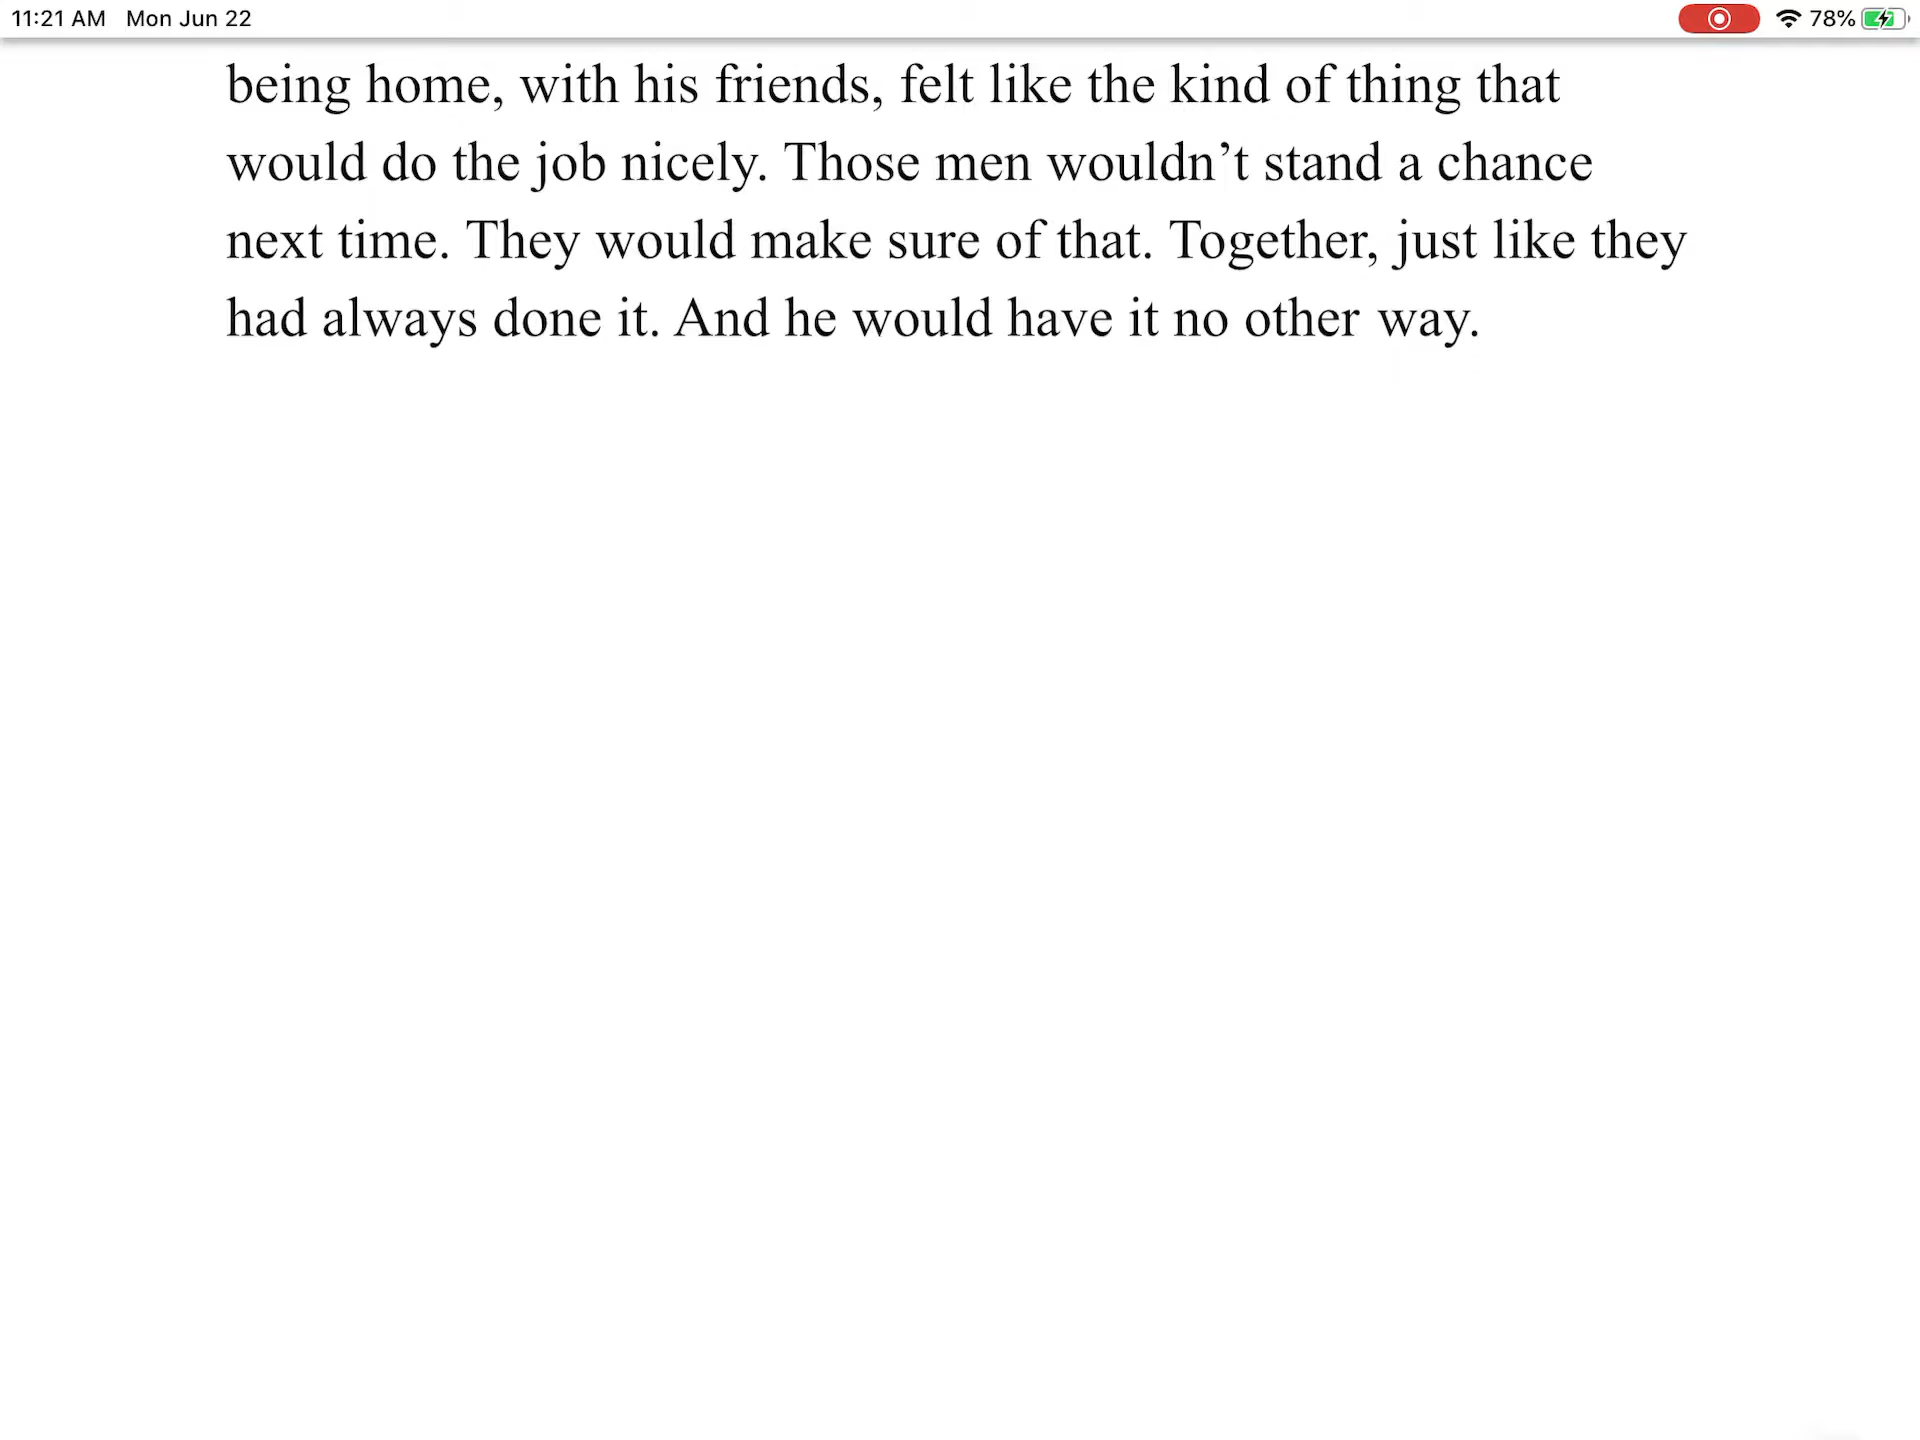 11:21 AM Mon Jun 22 78%
being home, with his friends, felt like the kind of thing that
would do the job nicely. Those men wouldn’t stand a chance
next time. They would make sure of that. Together, just like they
had always done it. And he would have it no other way.